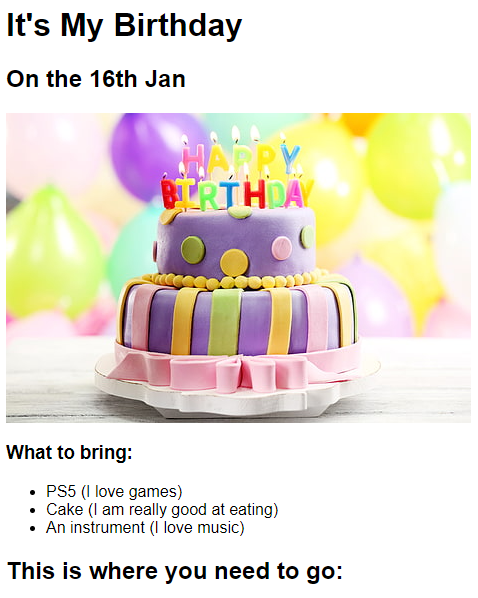 It's My Birthday
On the 16th Jan
HAPPY
BIRTHDAY
What to bring:
PS5 (I love games)
Cake (I am really good at eating)
An instrument (I love music)
This is where you need to go: